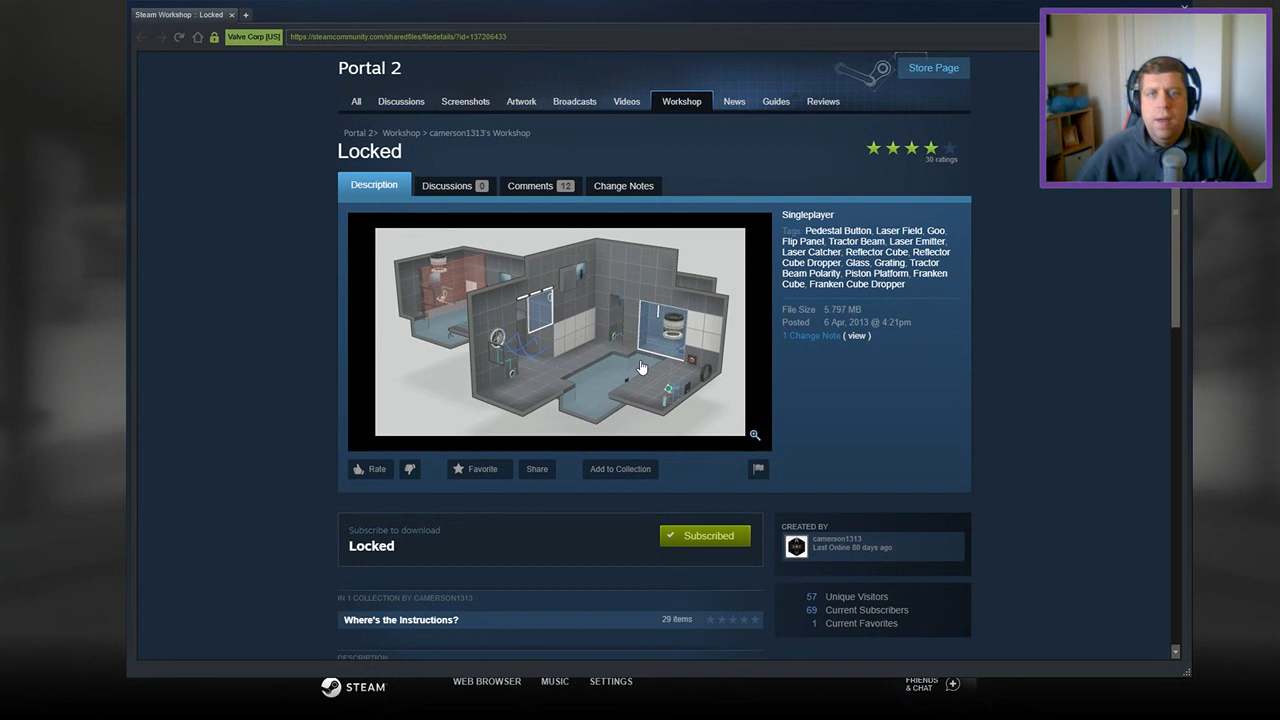 Steam Workshop :: Locked
Valve Corp [US] https://steamcommunity.com/sharedfiles/filedetails/?id=137206433
Portal 2
Store Page
All Discussions Screenshots Artwork Broadcasts Videos Workshop News Guides Reviews
Portal 2> Workshop > camerson1313's Workshop
Locked
30 ratings
Description Discussions 0 Comments 12 Change Notes
Singleplayer
Tags: Pedestal Button, Laser Field, Goo,
Flip Panel, Tractor Beam, Laser Emitter,
Laser Catcher, Reflector Cube, Reflector
Cube Dropper, Glass, Grating, Tractor
Beam Polarity, Piston Platform, Franken
Cube, Franken Cube Dropper
File Size 5.797 MB
Posted 6 Apr, 2013 @ 4:21pm
1 Change Note ( view )
Rate Favorite Share Add to Collection
Subscribe to download
Locked
Subscribed
CREATED BY
camerson1313
Last Online 80 days ago
57 Unique Visitors
69 Current Subscribers
1 Current Favorites
IN 1 COLLECTION BY CAMERSON1313
Where's the Instructions? 29 items
DESCRIPTION
STEAM WEB BROWSER MUSIC SETTINGS
FRIENDS
& CHAT